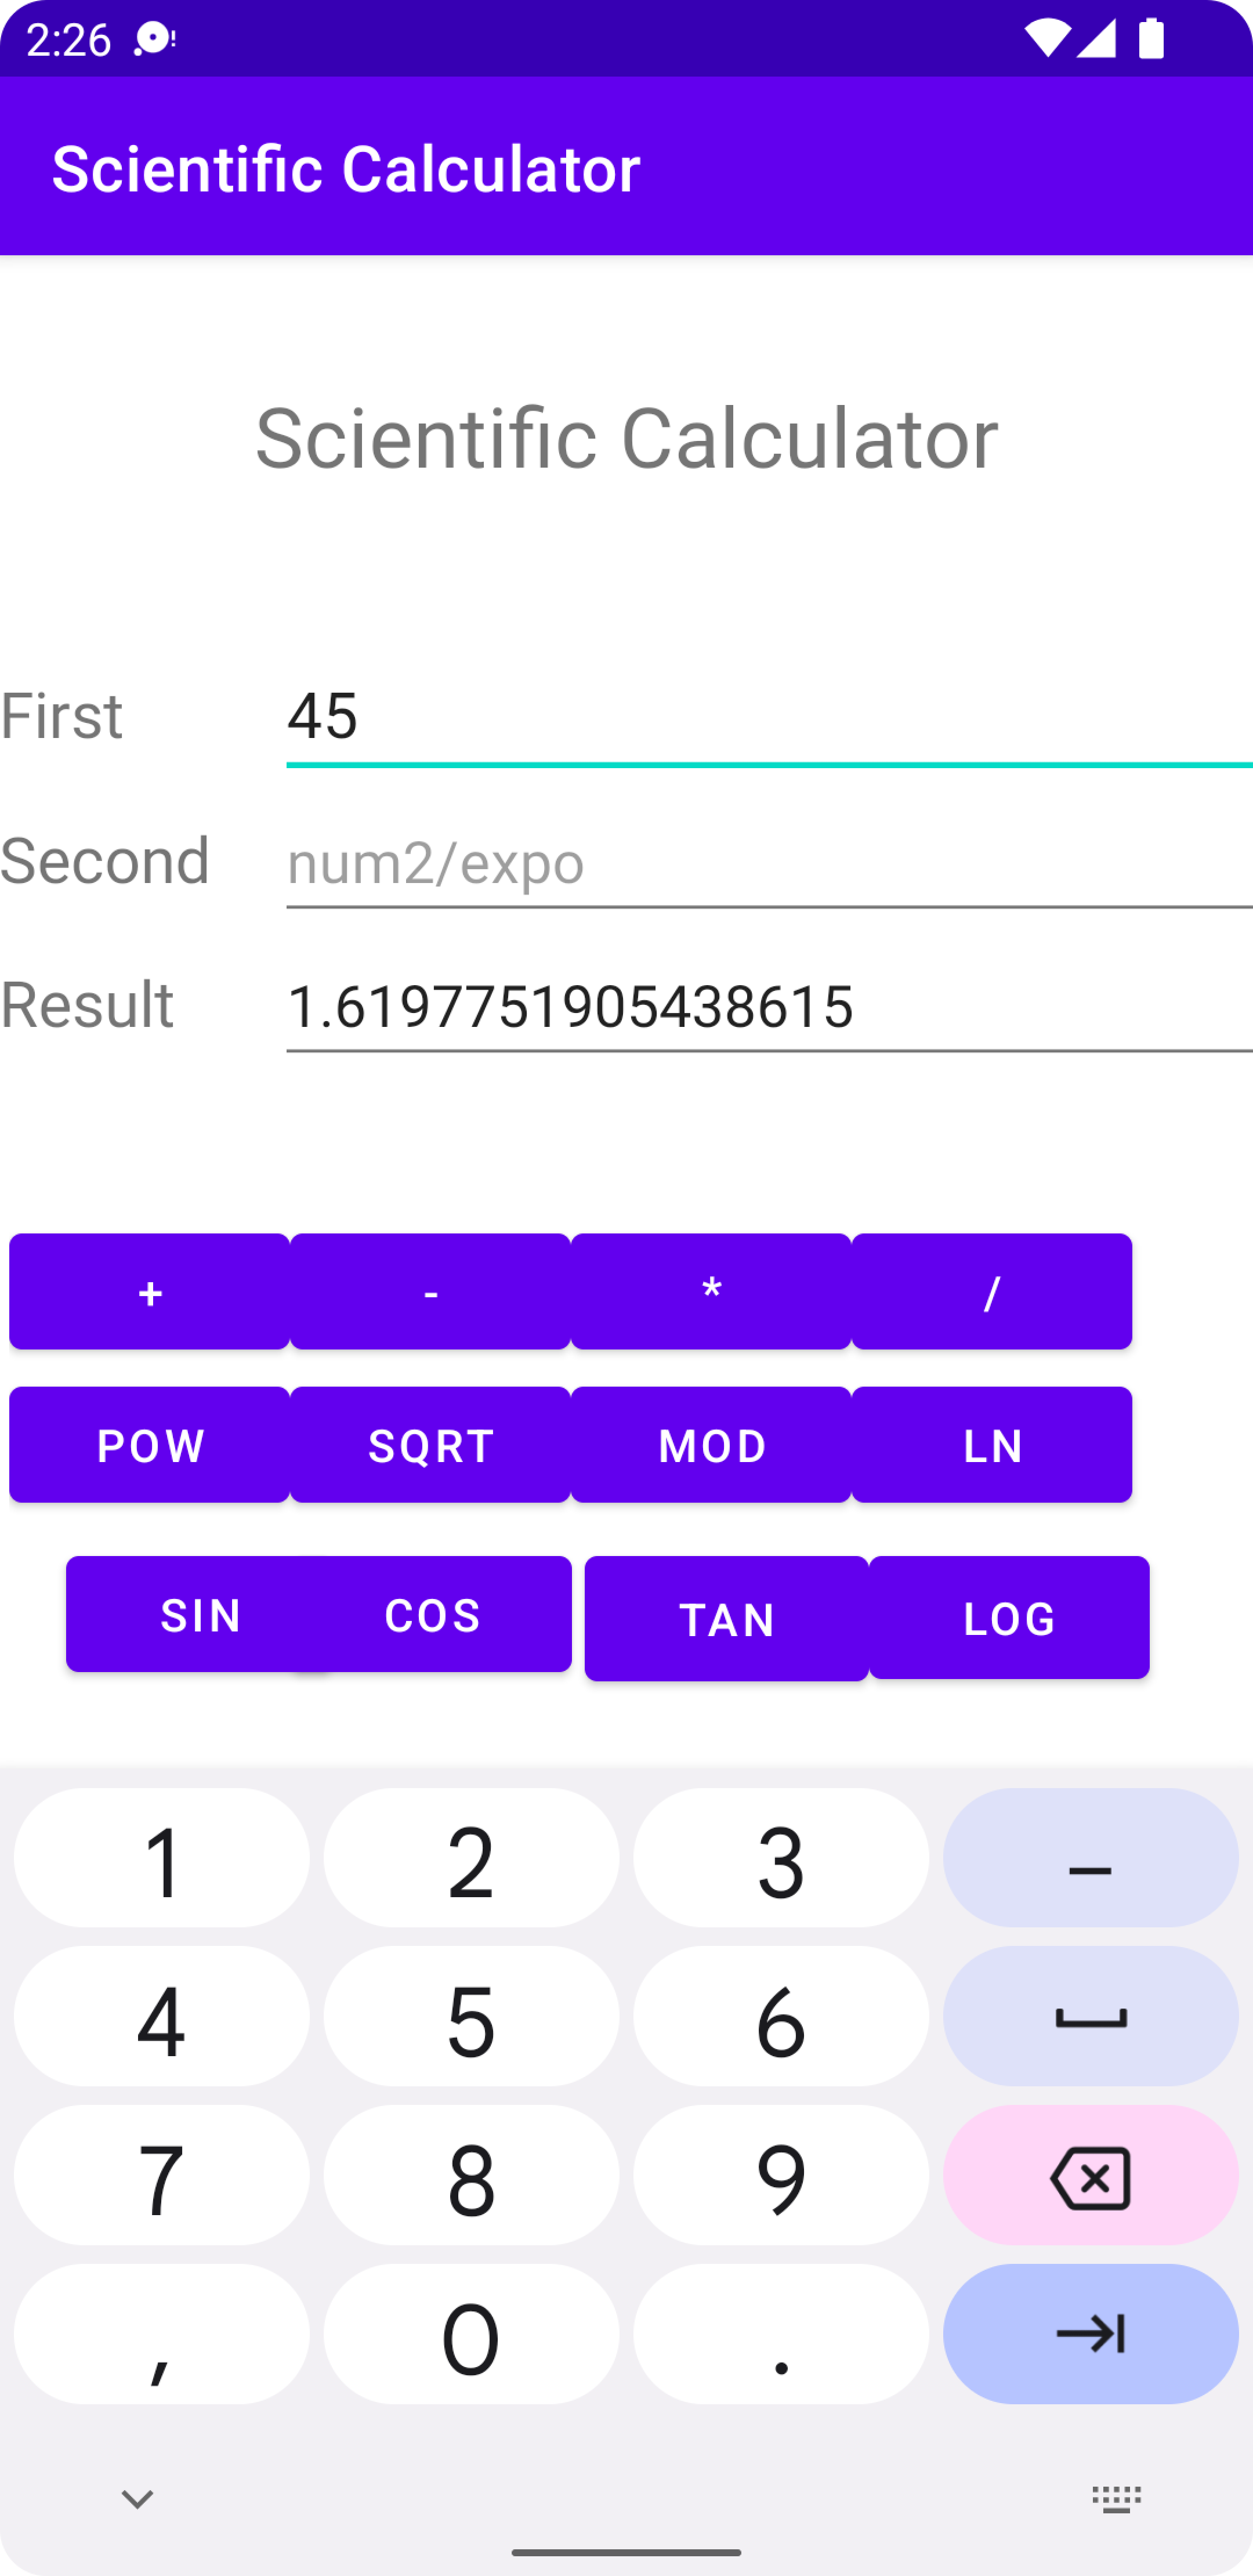 2:26
Scientific Calculator
Scientific Calculator
First 45
Second num2/expo
Result 1.6197751905438615
+ - * /
POW SQRT MOD LN
SIN COS TAN LOG
1 2 3 –
4 5 6
7 8 9
, 0 .